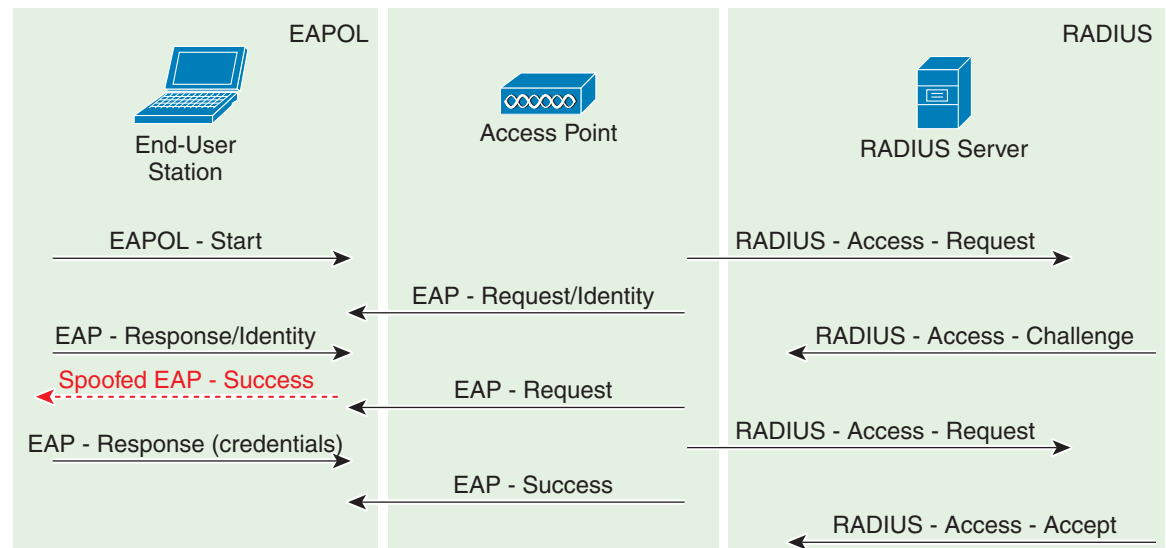 EAPOL
RADIUS
End-User
Station
Access Point
RADIUS Server
EAPOL - Start
RADIUS - Access - Request
EAP - Request/Identity
EAP - Response/Identity
RADIUS - Access - Challenge
Spoofed EAP - Success
EAP - Request
EAP - Response (credentials)
RADIUS - Access - Request
EAP - Success
RADIUS - Access - Accept